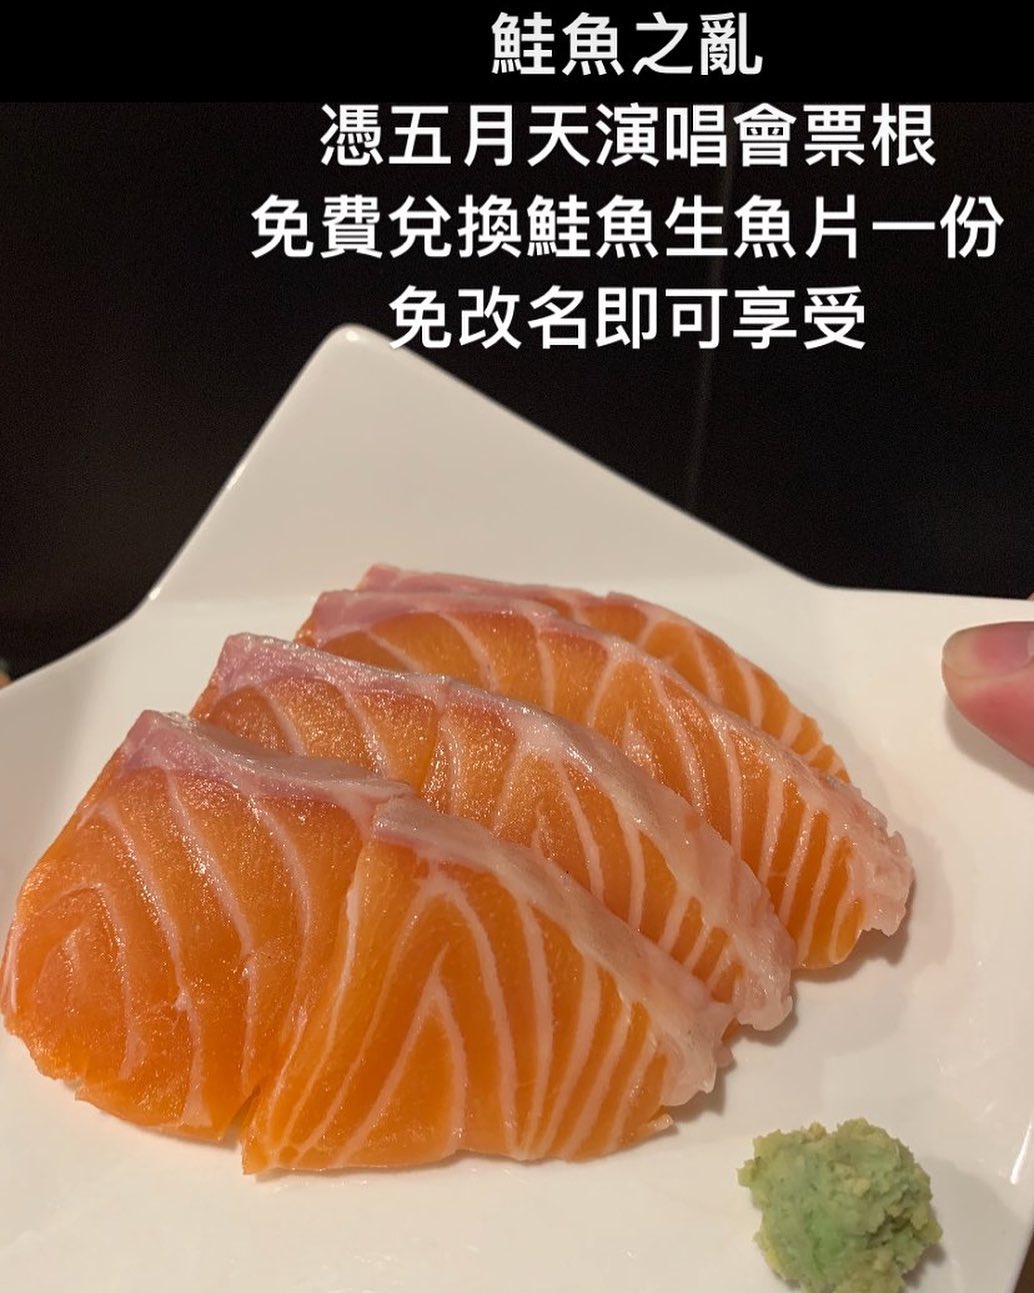 鮭魚之亂
憑五月天演唱會票根
免費兌換鮭魚生魚片一份
免改名即可享受